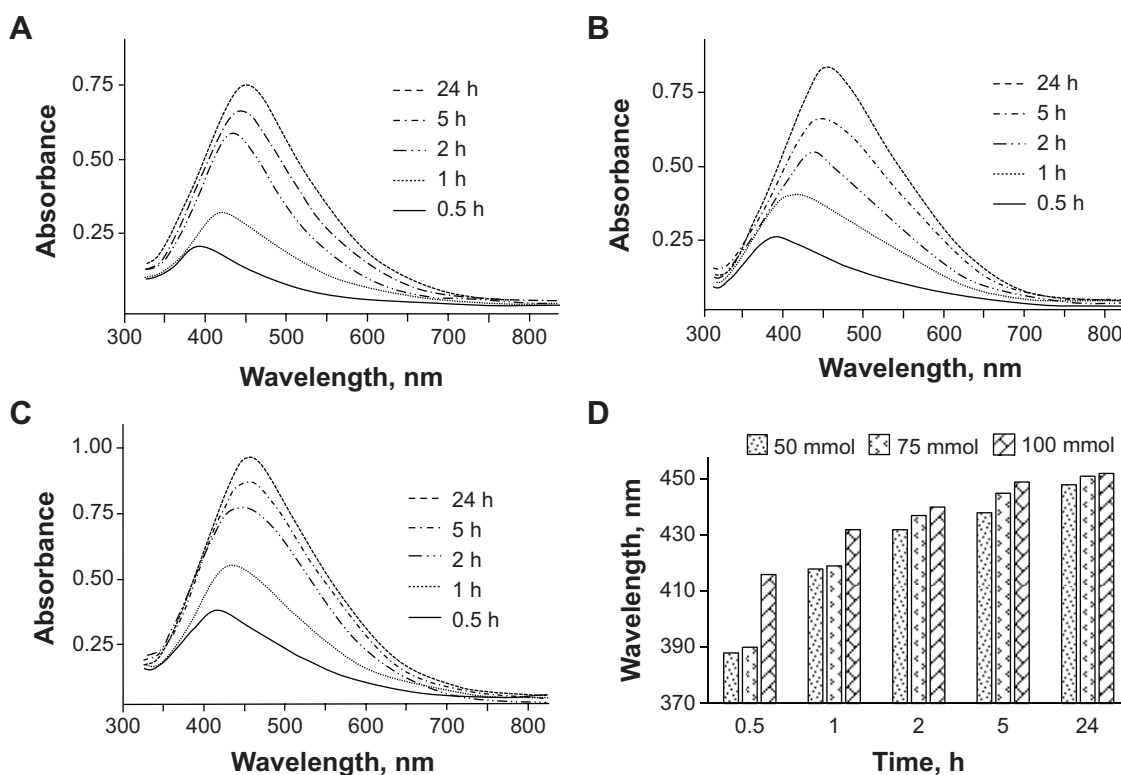 A
Absorbance
0.75
0.50
0.25
24 h
5 h
2 h
1 h
0.5 h
300 400 500 600 700 800
Wavelength, nm
B
Absorbance
0.75
0.50
0.25
24 h
5 h
2 h
1 h
0.5 h
300 400 500 600 700 800
Wavelength, nm
C
Absorbance
1.00
0.75
0.50
0.25
24 h
5 h
2 h
1 h
0.5 h
300 400 500 600 700 800
Wavelength, nm
D
50 mmol 75 mmol 100 mmol
Wavelength, nm
450
430
410
390
370
0.5 1 2 5 24
Time, h